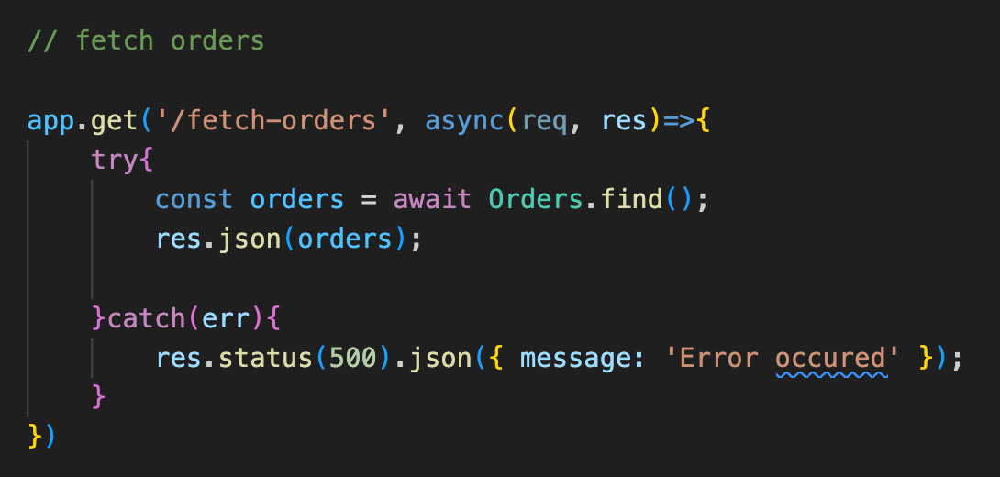 // fetch orders
app.get('/fetch-orders', async(req, res)=>{
    try{
        const orders = await Orders.find();
        res.json(orders);
    }catch(err){
        res.status(500).json({ message: 'Error occured' });
    }
})